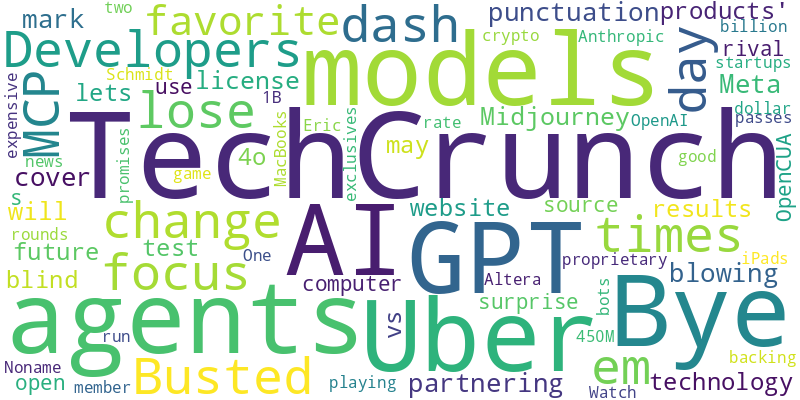 two
mark
favorite
dash
punctuation
products'
billion
Developers
crypto
Anthropic
rival
models
day
startups
Schmidt
use
license
lets
Meta
expensive
MCP
lose
1B
MacBooks
Eric
exclusives
rate
Midjourney
OpenAI
dollar
passes
TechCrunch
news
promises
4o
may
good
OpenCUA
cover
game
s
will
change
AI
website
source
results
GPT
times
rounds
future
test
One
proprietary
iPads
blind
focus
computer
Altera
blowing
agents
Uber
vs
surprise
bots
Bye
run
450M
Noname
open
member
Busted
playing
partnering
em
Watch
technology
backing